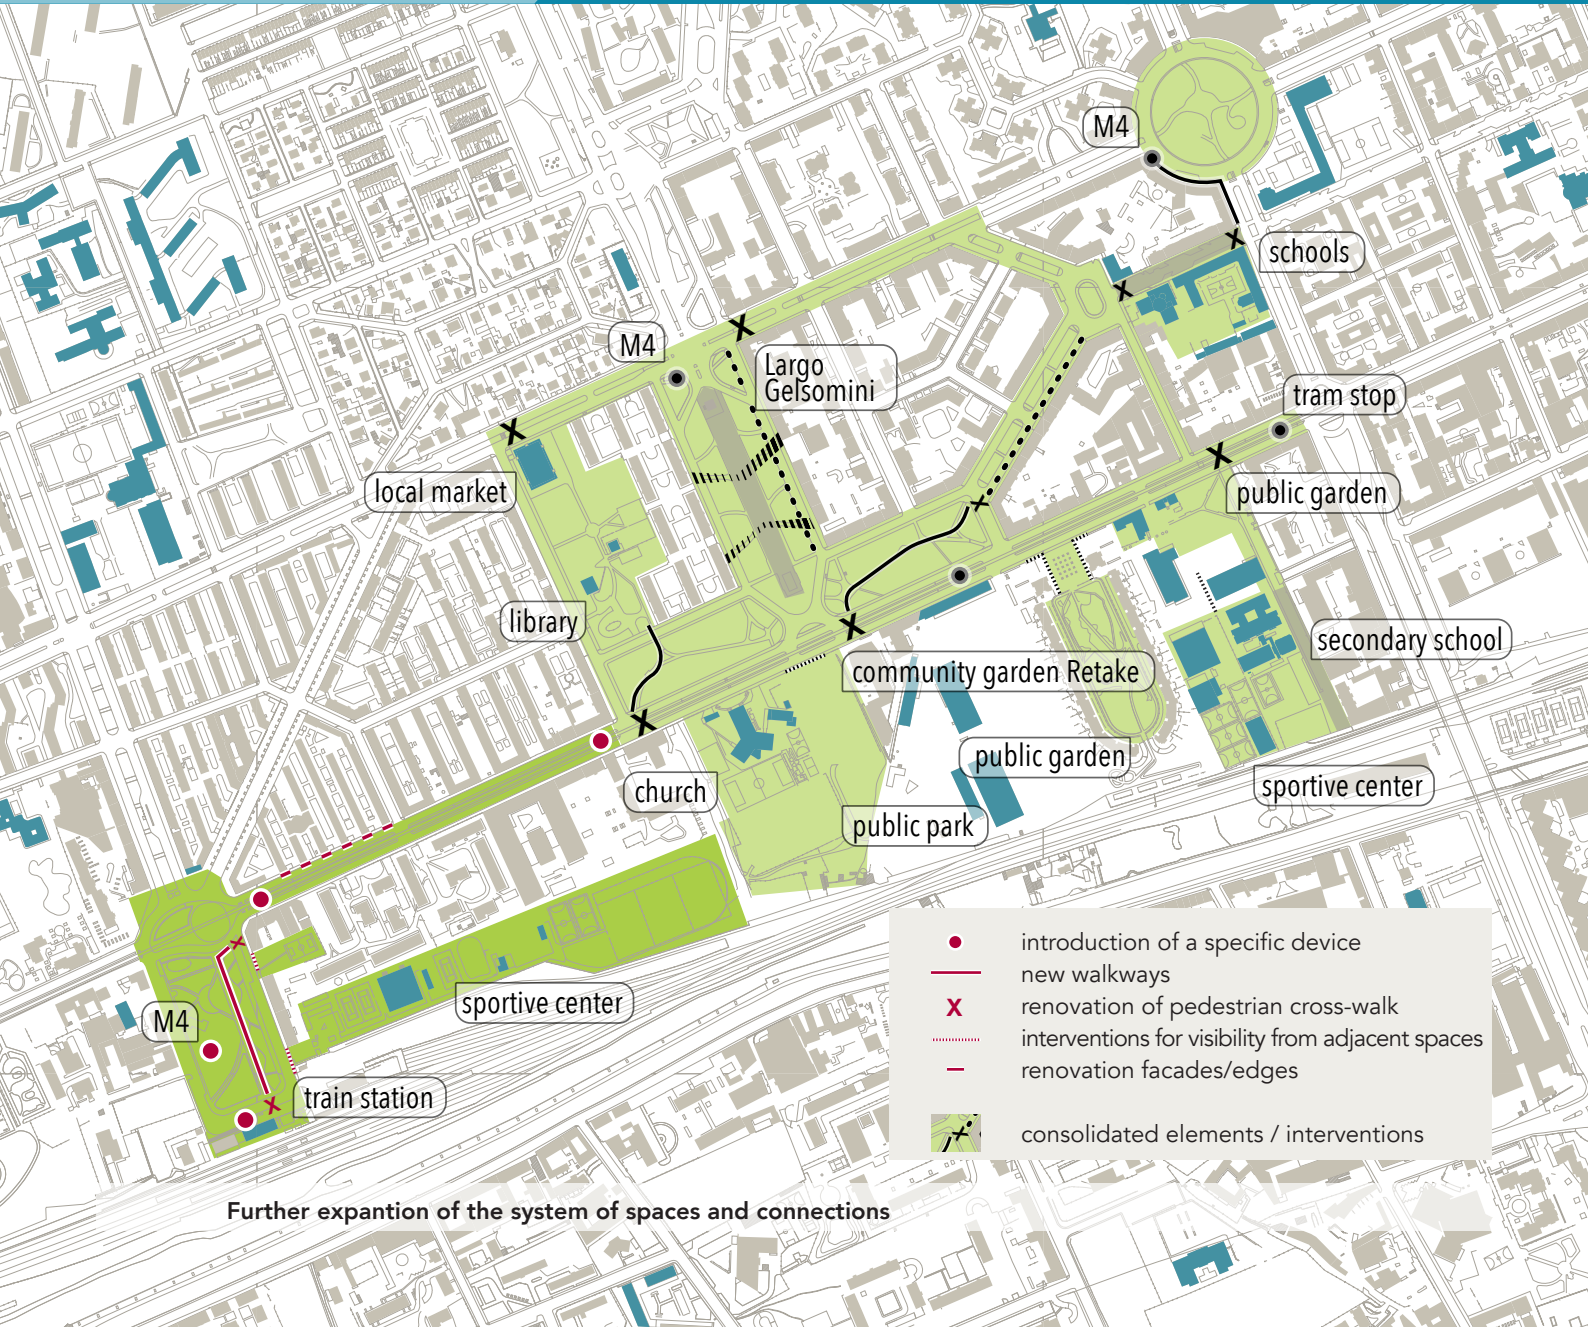 M4
schools
M4
Largo
Gelsomini
tram stop
local market
public garden
library
secondary school
community garden Retake
public garden
church
sportive center
public park
sportive center
M4
train station
introduction of a specific device
new walkways
X renovation of pedestrian cross-walk
interventions for visibility from adjacent spaces
renovation facades/edges
consolidated elements / interventions
Further expantion of the system of spaces and connections